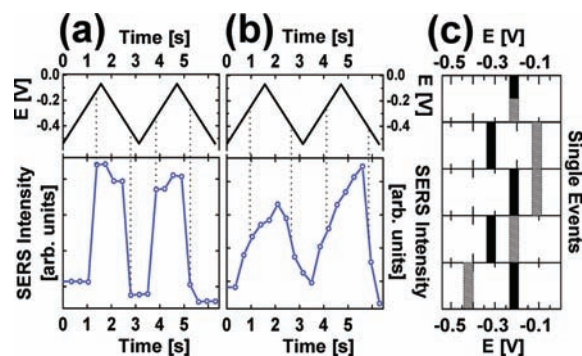 (a)
Time [s]
0 1 2 3 4 5
(b)
Time [s]
0 1 2 3 4 5
(c)
E [V]
-0.5 -0.3 -0.1
E [V]
-0.2
-0.4
0.0
-0.2
-0.4
E [V]
SERS Intensity
[arb. units]
[arb. units]
SERS Intensity
Single Events
0 1 2 3 4 5
Time [s]
0 1 2 3 4 5
Time [s]
-0.5 -0.3 -0.1
E [V]